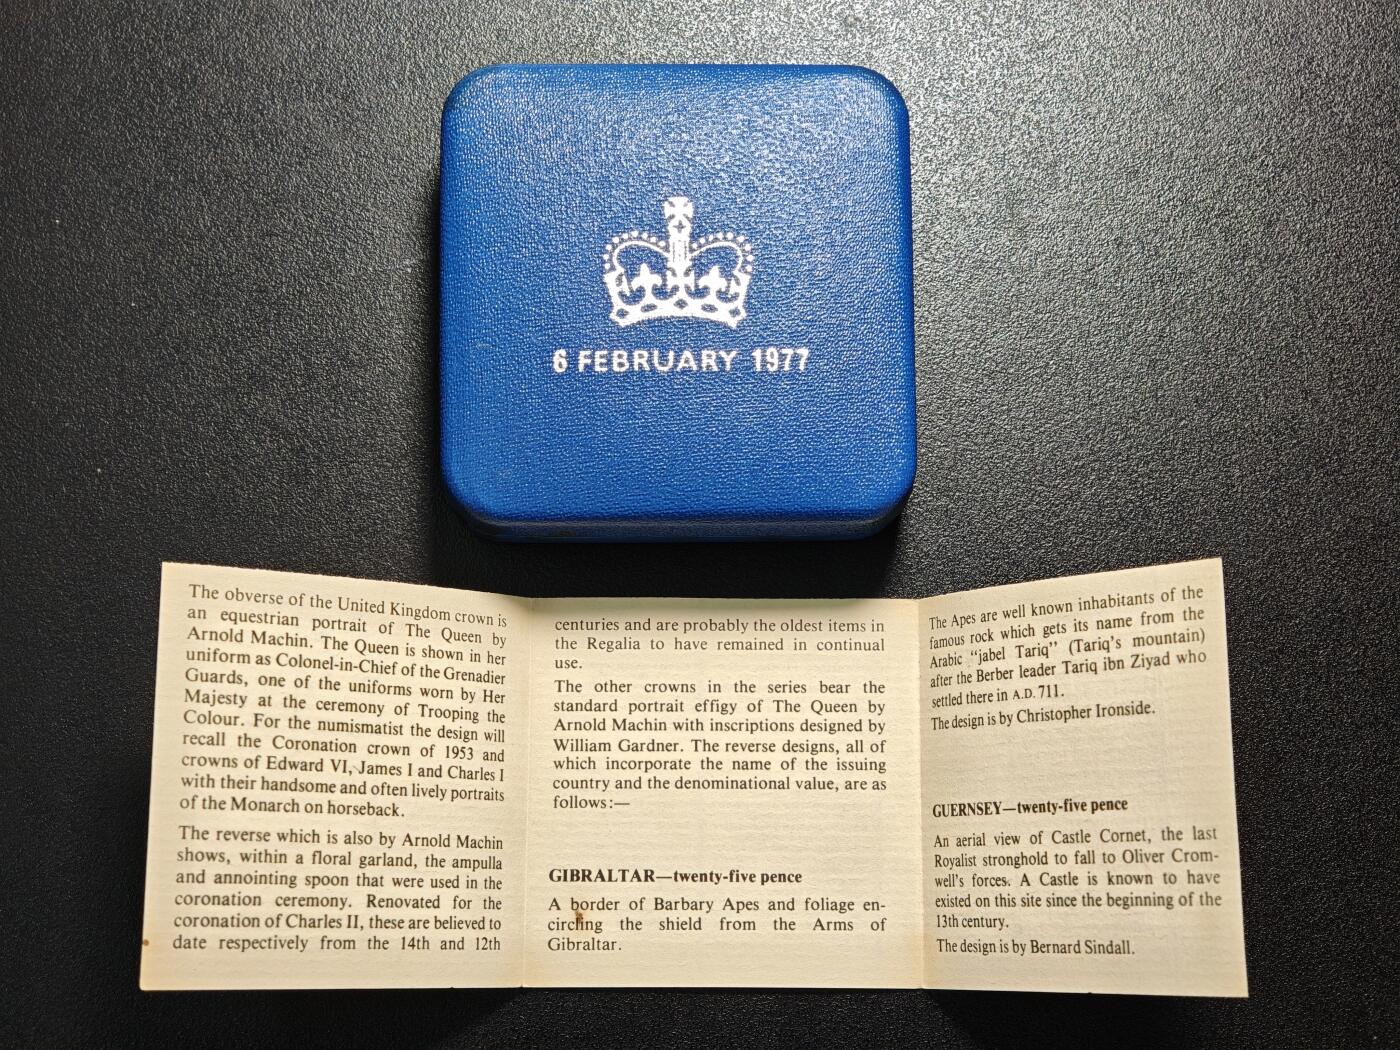 6 FEBRUARY 1977
The obverse of the United Kingdom crown is
an equestrian portrait of The Queen by
Arnold Machin. The Queen is shown in her
uniform as Colonel-in-Chief of the Grenadier
Guards, one of the uniforms worn by Her
Majesty at the ceremony of Trooping the
Colour. For the numismatist the design will
recall the Coronation crown of 1953 and
crowns of Edward VI, James I and Charles I
with their handsome and often lively portraits
of the Monarch on horseback.
The reverse which is also by Arnold Machin
shows, within a floral garland, the ampulla
and annointing spoon that were used in the
coronation ceremony. Renovated for the
coronation of Charles II, these are believed to
date respectively from the 14th and 12th
centuries and are probably the oldest items in
the Regalia to have remained in continual
use.
The other crowns in the series bear the
standard portrait effigy of The Queen by
Arnold Machin with inscriptions designed by
William Gardner. The reverse designs, all of
which incorporate the name of the issuing
country and the denominational value, are as
follows:—
GIBRALTAR—twenty-five pence
A border of Barbary Apes and foliage en-
circling the shield from the Arms of
Gibraltar.
The Apes are well known inhabitants of the
famous rock which gets its name from the
Arabic "jabel Tariq" (Tariq's mountain)
after the Berber leader Tariq ibn Ziyad who
settled there in A.D. 711.
The design is by Christopher Ironside.
GUERNSEY—twenty-five pence
An aerial view of Castle Cornet, the last
Royalist stronghold to fall to Oliver Crom-
well's forces. A Castle is known to have
existed on this site since the beginning of the
13th century.
The design is by Bernard Sindall.